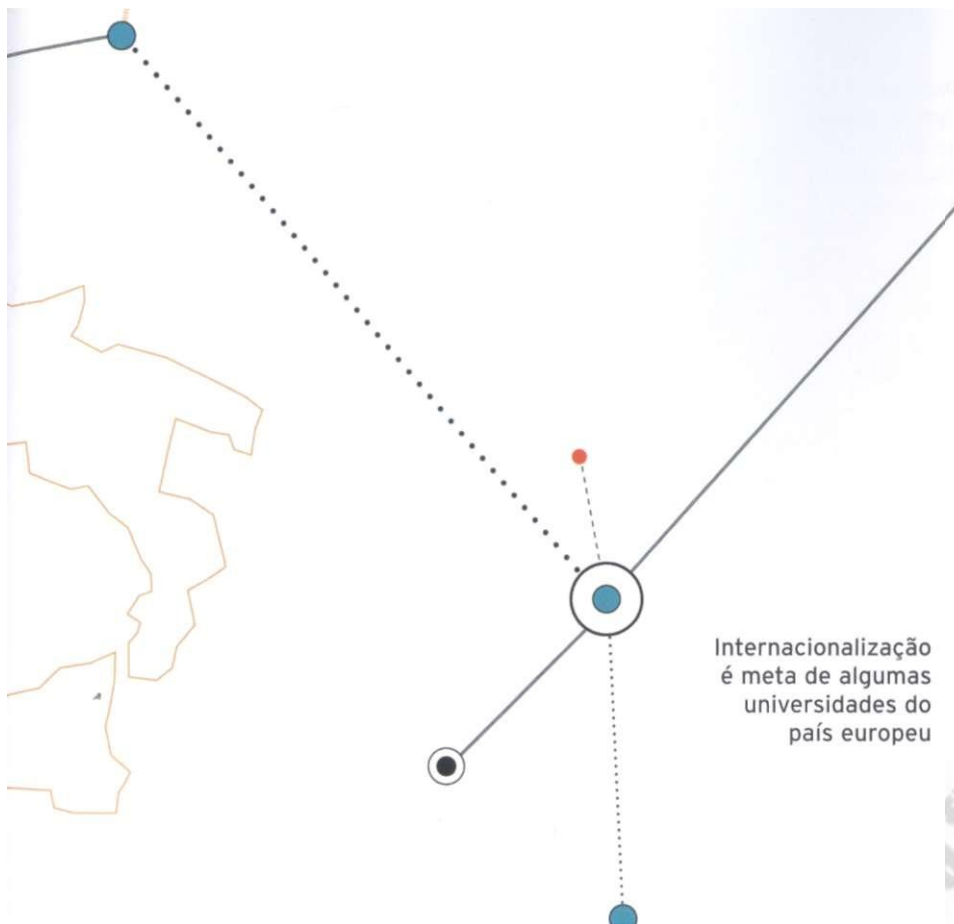 Internacionalização
é meta de algumas
universidades do
país europeu